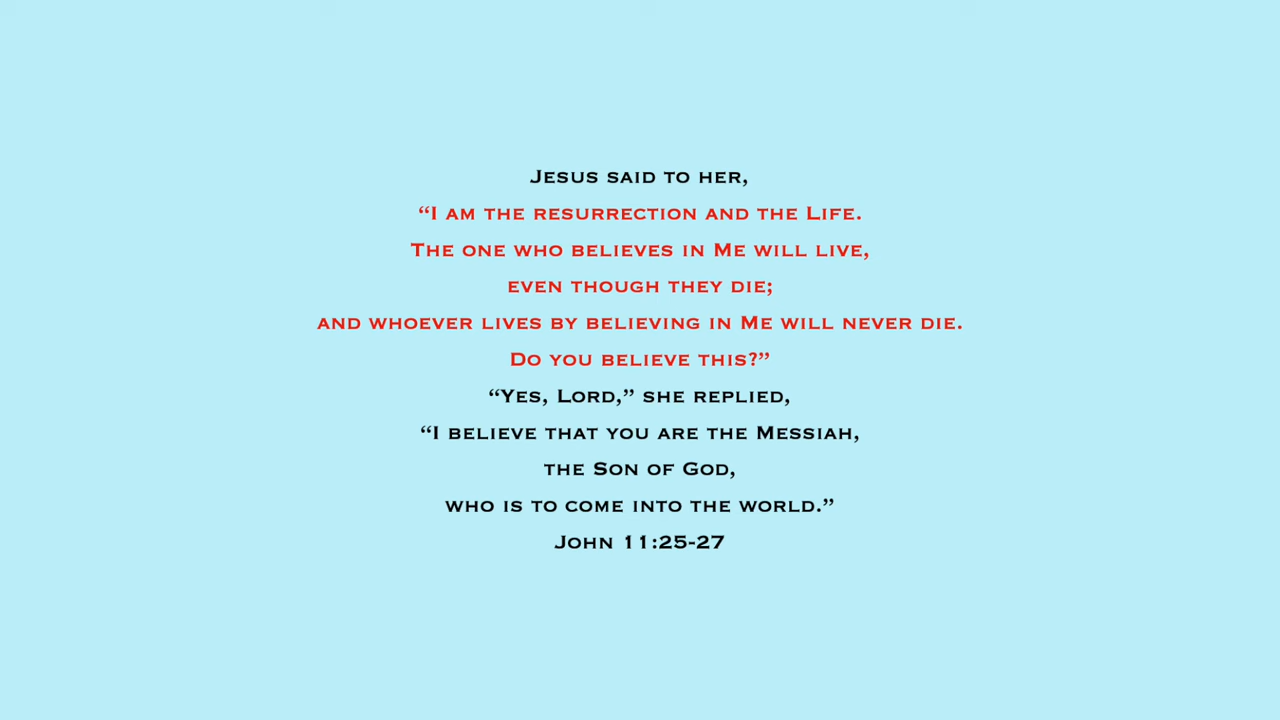 Jesus said to her,
“I am the resurrection and the Life.
The one who believes in Me will live,
even though they die;
and whoever lives by believing in Me will never die.
Do you believe this?”
“Yes, Lord,” she replied,
“I believe that you are the Messiah,
the Son of God,
who is to come into the world.”
John 11:25-27